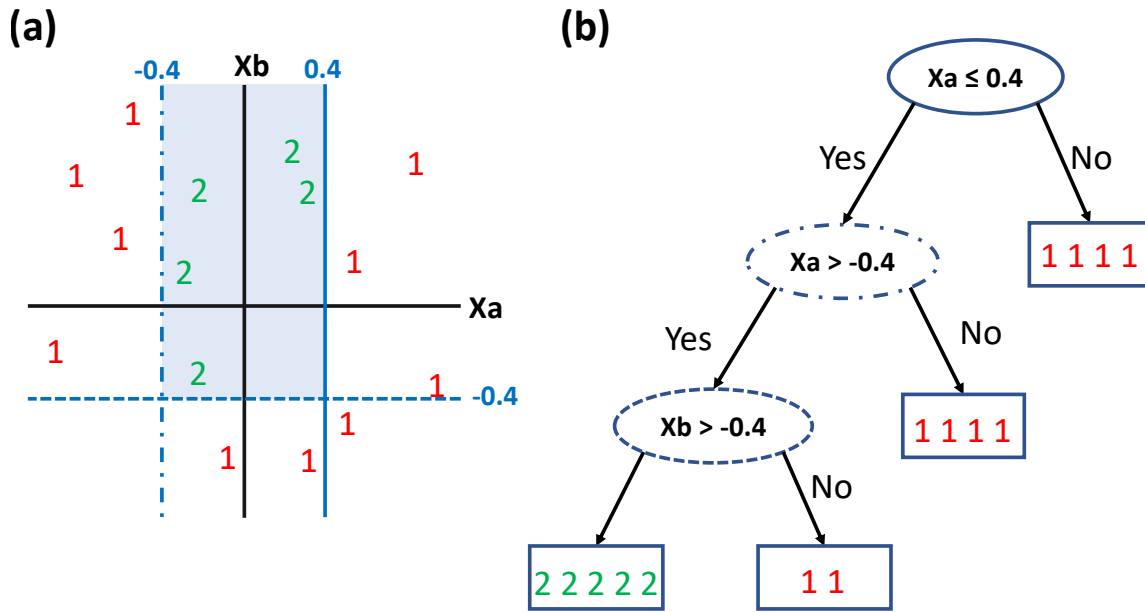 (a)
-0.4 Xb 0.4
1
2
1 2 2 1
1
2 1
Xa
1
2 1 -0.4
1
1 1
(b)
Xa ≤ 0.4
Yes No
1 1 1 1
Xa > -0.4
Yes No
1 1 1 1
Xb > -0.4
No
2 2 2 2 2 1 1